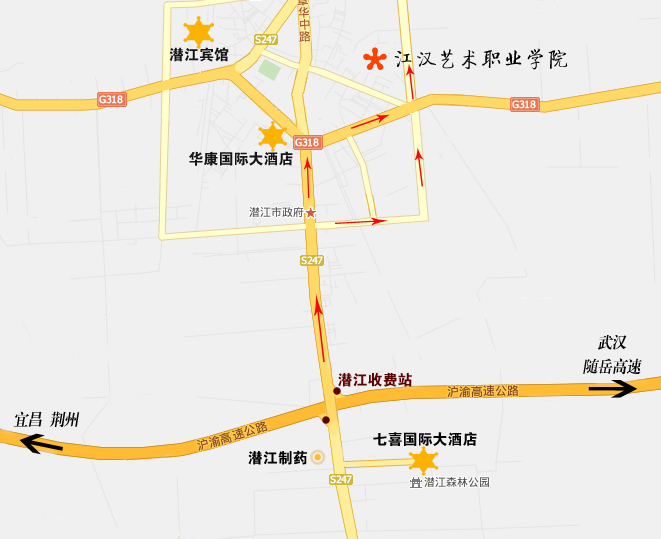 章华中路
S247
潜江宾馆
江汉艺术职业学院
G318
G318
G318
华康国际大酒店
潜江市政府
S247
武汉
随岳高速
潜江收费站
沪渝高速公路
宜昌 荆州
沪渝高速公路
七喜国际大酒店
潜江制药
S247
潜江森林公园